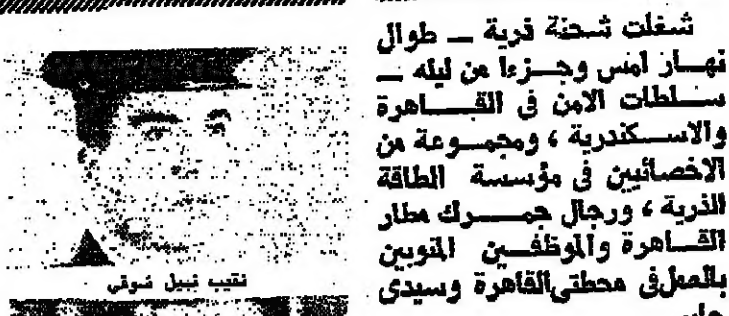 شغلت شحنة ذرية ـ طوال
نهار امس وجزءا من ليله ـ
سلطات الامن فى القاهرة
والاسكندرية ، ومجموعة من
الاخصائيين فى مؤسسة الطاقة
الذرية ، ورجال جمرك مطار
القاهرة والموظفين المنوبين
بالعمل فى محطتى القاهرة وسيدى
نقيب نبيل شوقي